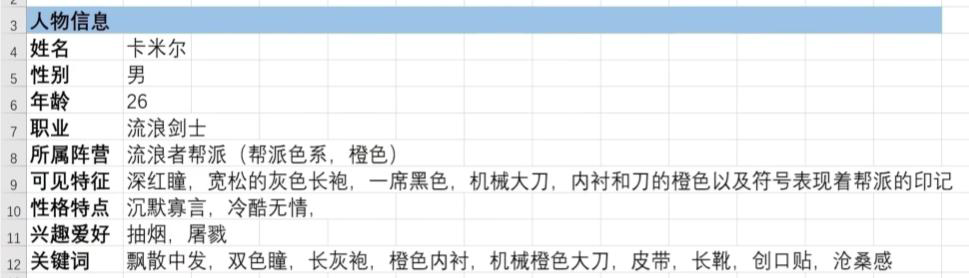 2
3 人物信息
4 姓名 卡米尔
5 性别 男
6 年龄 26
7 职业 流浪剑士
8 所属阵营 流浪者帮派（帮派色系，橙色）
9 可见特征 深红瞳，宽松的灰色长袍，一席黑色，机械大刀，内衬和刀的橙色以及符号表现着帮派的印记
10 性格特点 沉默寡言，冷酷无情，
11 兴趣爱好 抽烟，屠戮
12 关键词 飘散中发，双色瞳，长灰袍，橙色内衬，机械橙色大刀，皮带，长靴，创口贴，沧桑感